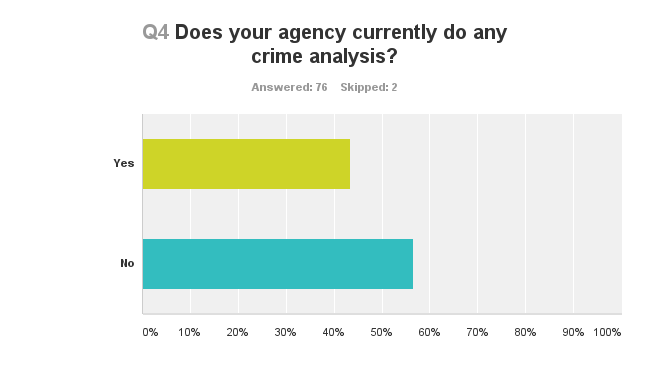 Q4 Does your agency currently do any
crime analysis?
Answered: 76 Skipped: 2
Yes
No
0% 10% 20% 30% 40% 50% 60% 70% 80% 90% 100%